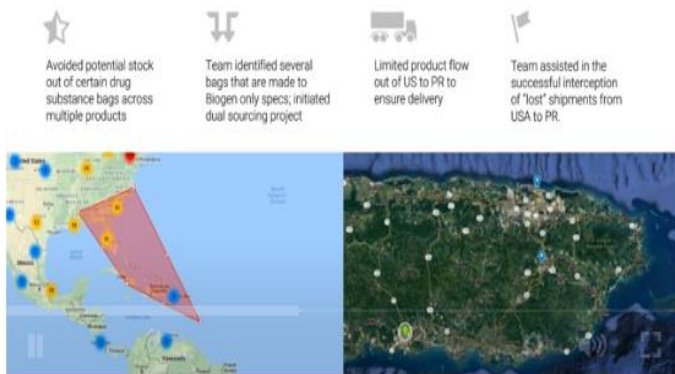 Avoided potential stock
out of certain drug
substance bags across
multiple products
Team identified several
bags that are made to
Biogen only specs; initiated
dual sourcing project
Limited product flow
out of US to PR to
ensure delivery
Team assisted in the
successful interception
of "lost" shipments from
USA to PR.
Mexico
Venezuela